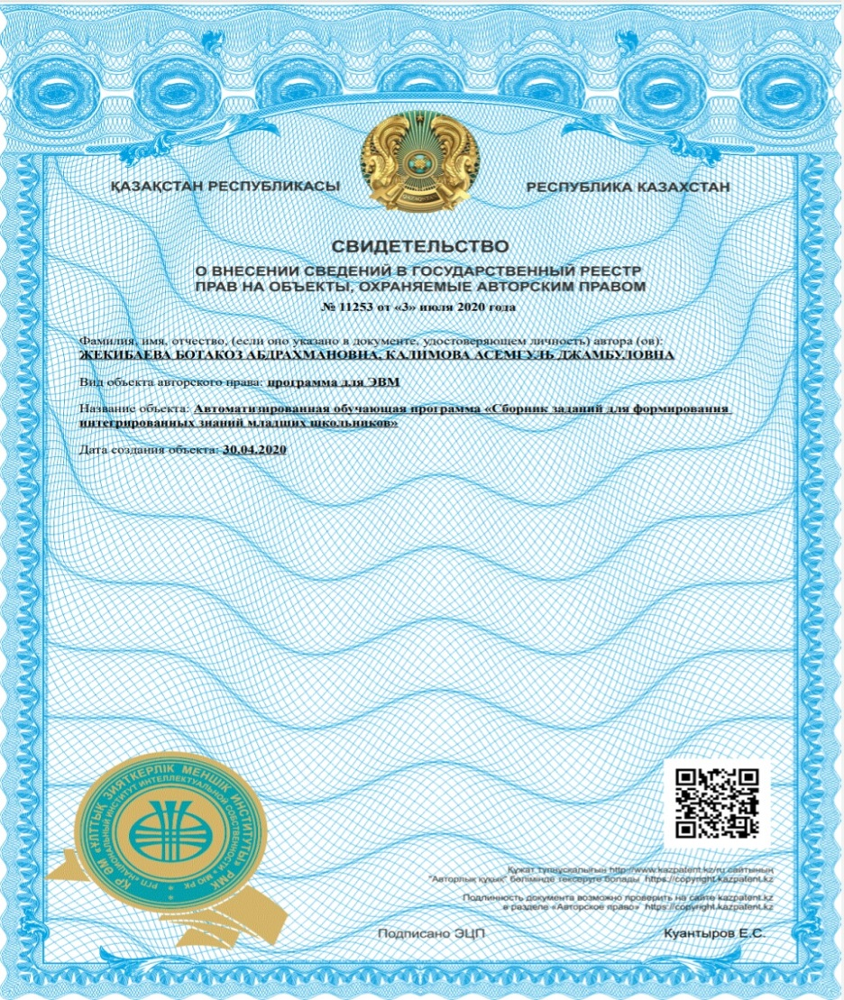 ҚАЗАҚСТАН РЕСПУБЛИКАСЫ
РЕСПУБЛИКА КАЗАХСТАН
СВИДЕТЕЛЬСТВО
О ВНЕСЕНИИ СВЕДЕНИЙ В ГОСУДАРСТВЕННЫЙ РЕЕСТР
ПРАВ НА ОБЪЕКТЫ, ОХРАНЯЕМЫЕ АВТОРСКИМ ПРАВОМ
№ 11253 от «3» июля 2020 года
Фамилия, имя, отчество, (если оно указано в документе, удостоверяющем личность) автора (ов):
ЖЕКИБАЕВА БОТАКОЗ АБДРАХМАНОВНА, КАЛИМОВА АСЕМГУЛЬ ДЖАМБУЛОВНА
Вид объекта авторского права: программа для ЭВМ
Название объекта: Автоматизированная обучающая программа «Сборник заданий для формирования
интегрированных знаний младших школьников»
Дата создания объекта: 30.04.2020
ҚР ӘМ «ҰЛТТЫҚ ЗИЯТКЕРЛІК МЕНШІК ИНСТИТУТЫ» РМК
РГП «НАЦИОНАЛЬНЫЙ ИНСТИТУТ ИНТЕЛЛЕКТУАЛЬНОЙ СОБСТВЕННОСТИ» МЮ РК
Құжат түпнұсқалығын http://www.kazpatent.kz/ru сайтының
"Авторлық құқық" бөлімінде тексеруге болады https://copyright.kazpatent.kz
Подлинность документа возможно проверить на сайте kazpatent.kz
в разделе «Авторское право» https://copyright.kazpatent.kz
Подписано ЭЦП
Куантыров Е.С.